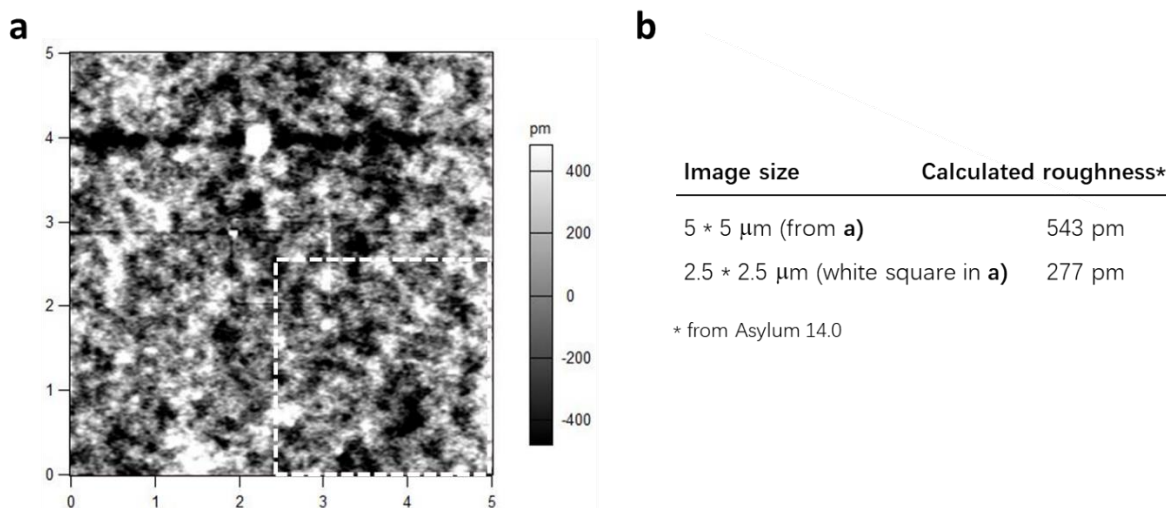 a
5
4
3
2
1
0
0 1 2 3 4 5
pm
400
200
0
-200
-400
b
Image size Calculated roughness*
5 * 5 μm (from a) 543 pm
2.5 * 2.5 μm (white square in a) 277 pm
* from Asylum 14.0